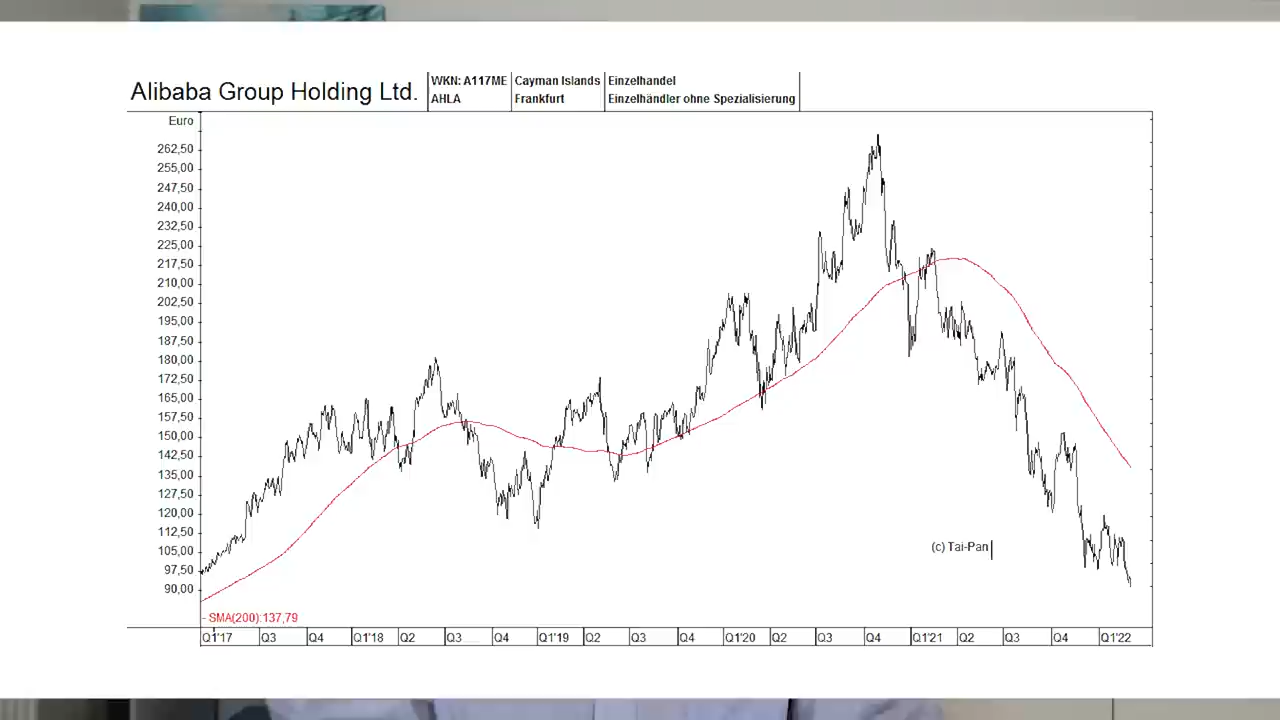 Alibaba Group Holding Ltd.
WKN: A117ME
AHLA
Cayman Islands
Frankfurt
Einzelhandel
Einzelhändler ohne Spezialisierung
Euro
262,50
255,00
247,50
240,00
232,50
225,00
217,50
210,00
202,50
195,00
187,50
180,00
172,50
165,00
157,50
150,00
142,50
135,00
127,50
120,00
112,50
105,00
97,50
90,00
(c) Tai-Pan
- SMA(200):137,79
Q1'17 Q3 Q4 Q1'18 Q2 Q3 Q4 Q1'19 Q2 Q3 Q4 Q1'20 Q2 Q3 Q4 Q1'21 Q2 Q3 Q4 Q1'22